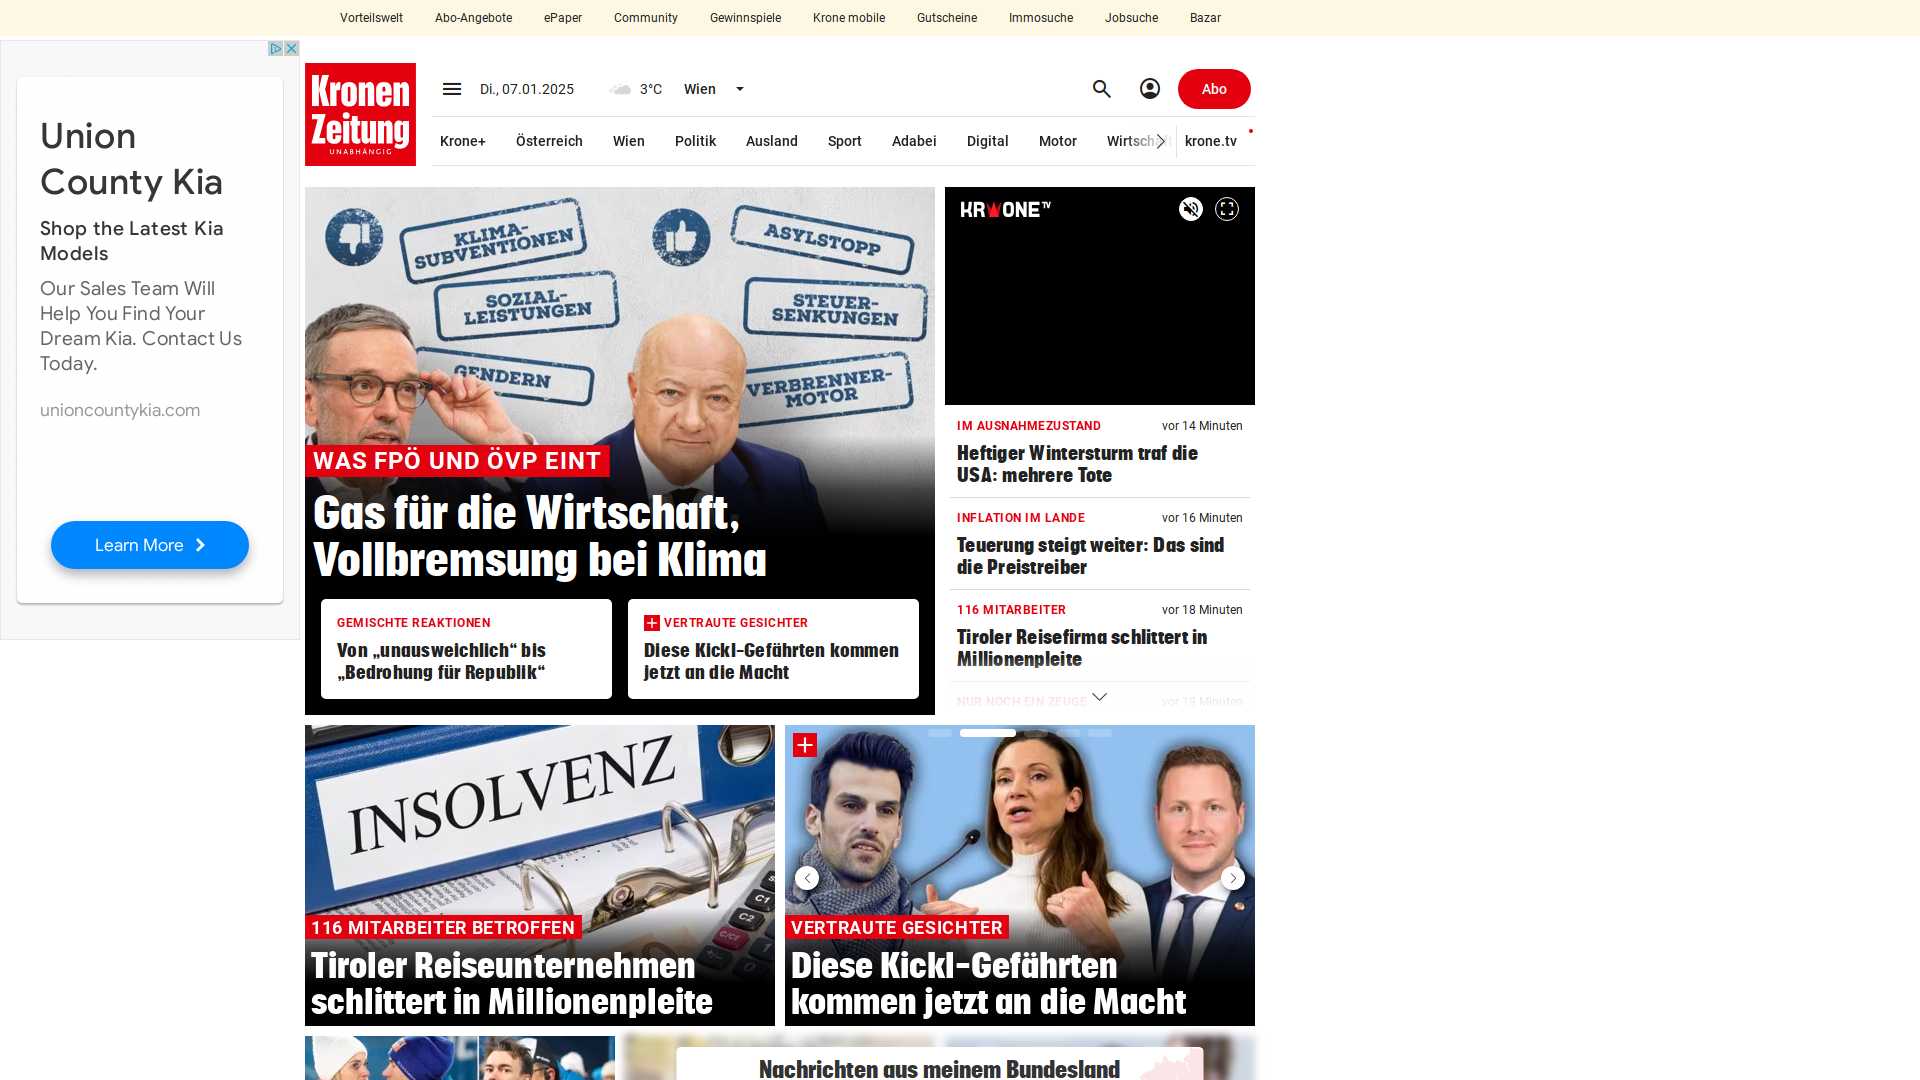 Vorteilswelt
Abo-Angebote
ePaper
Community
Gewinnspiele
Krone mobile
Gutscheine
Immosuche
Jobsuche
Bazar
Union
County Kia
Shop the Latest Kia
Models
Our Sales Team Will
Help You Find Your
Dream Kia. Contact Us
Today.
unioncountykia.com
Learn More
Kronen
Zeitung
UNABHÄNGIG
Di., 07.01.2025
3°C
Wien
Abo
Krone+
Österreich
Wien
Politik
Ausland
Sport
Adabei
Digital
Motor
Wirtschaft
krone.tv
KLIMA-
SUBVENTIONEN
SOZIAL-
LEISTUNGEN
GENDERN
ASYLSTOPP
STEUER-
SENKUNGEN
VERBRENNER-
MOTOR
WAS FPÖ UND ÖVP EINT
Gas für die Wirtschaft,
Vollbremsung bei Klima
GEMISCHTE REAKTIONEN
Von „unausweichlich“ bis
„Bedrohung für Republik“
VERTRAUTE GESICHTER
Diese Kickl-Gefährten kommen
jetzt an die Macht
KRONE TV
IM AUSNAHMEZUSTAND
vor 14 Minuten
Heftiger Wintersturm traf die
USA: mehrere Tote
INFLATION IM LANDE
vor 16 Minuten
Teuerung steigt weiter: Das sind
die Preistreiber
116 MITARBEITER
vor 18 Minuten
Tiroler Reisefirma schlittert in
Millionenpleite
NUR NOCH EIN ZEUGE
vor 19 Minuten
INSOLVENZ
C1
C2
C/CI
116 MITARBEITER BETROFFEN
Tiroler Reiseunternehmen
schlittert in Millionenpleite
VERTRAUTE GESICHTER
Diese Kickl-Gefährten
kommen jetzt an die Macht
Nachrichten aus meinem Bundesland